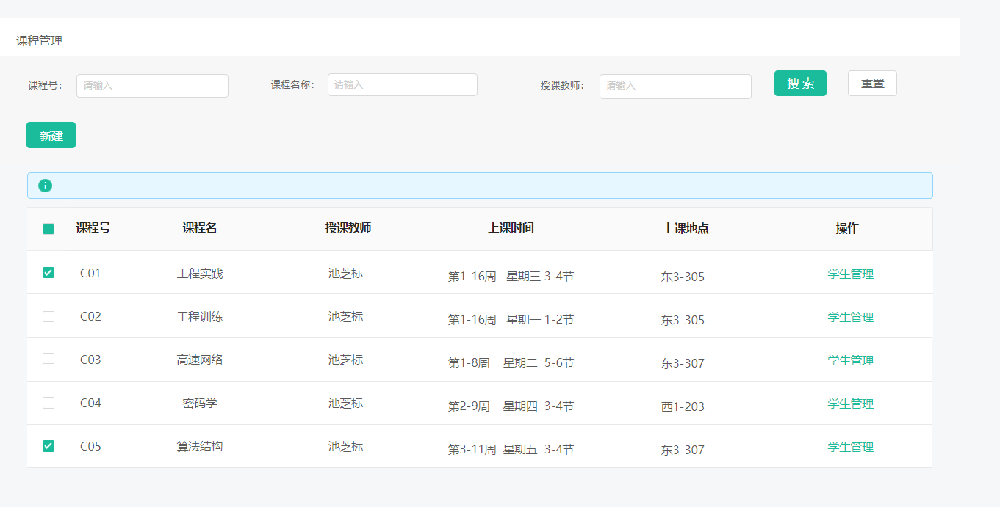 课程管理
课程号： 请输入 课程名称： 请输入 授课教师： 请输入 搜 索 重置
新建
课程号 课程名 授课教师 上课时间 上课地点 操作
C01 工程实践 池芝标 第1-16周 星期三 3-4节 东3-305 学生管理
C02 工程训练 池芝标 第1-16周 星期一 1-2节 东3-305 学生管理
C03 高速网络 池芝标 第1-8周 星期二 5-6节 东3-307 学生管理
C04 密码学 池芝标 第2-9周 星期四 3-4节 西1-203 学生管理
C05 算法结构 池芝标 第3-11周 星期五 3-4节 东3-307 学生管理